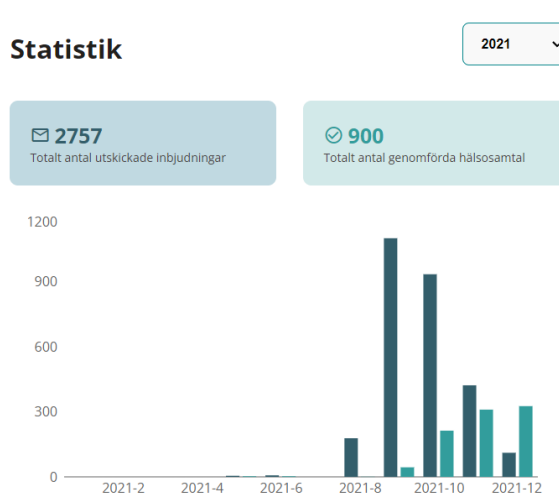 Statistik
2021
2757
Totalt antal utskickade inbjudningar
900
Totalt antal genomförda hälsosamtal
1200
900
600
300
0
2021-2 2021-4 2021-6 2021-8 2021-10 2021-12